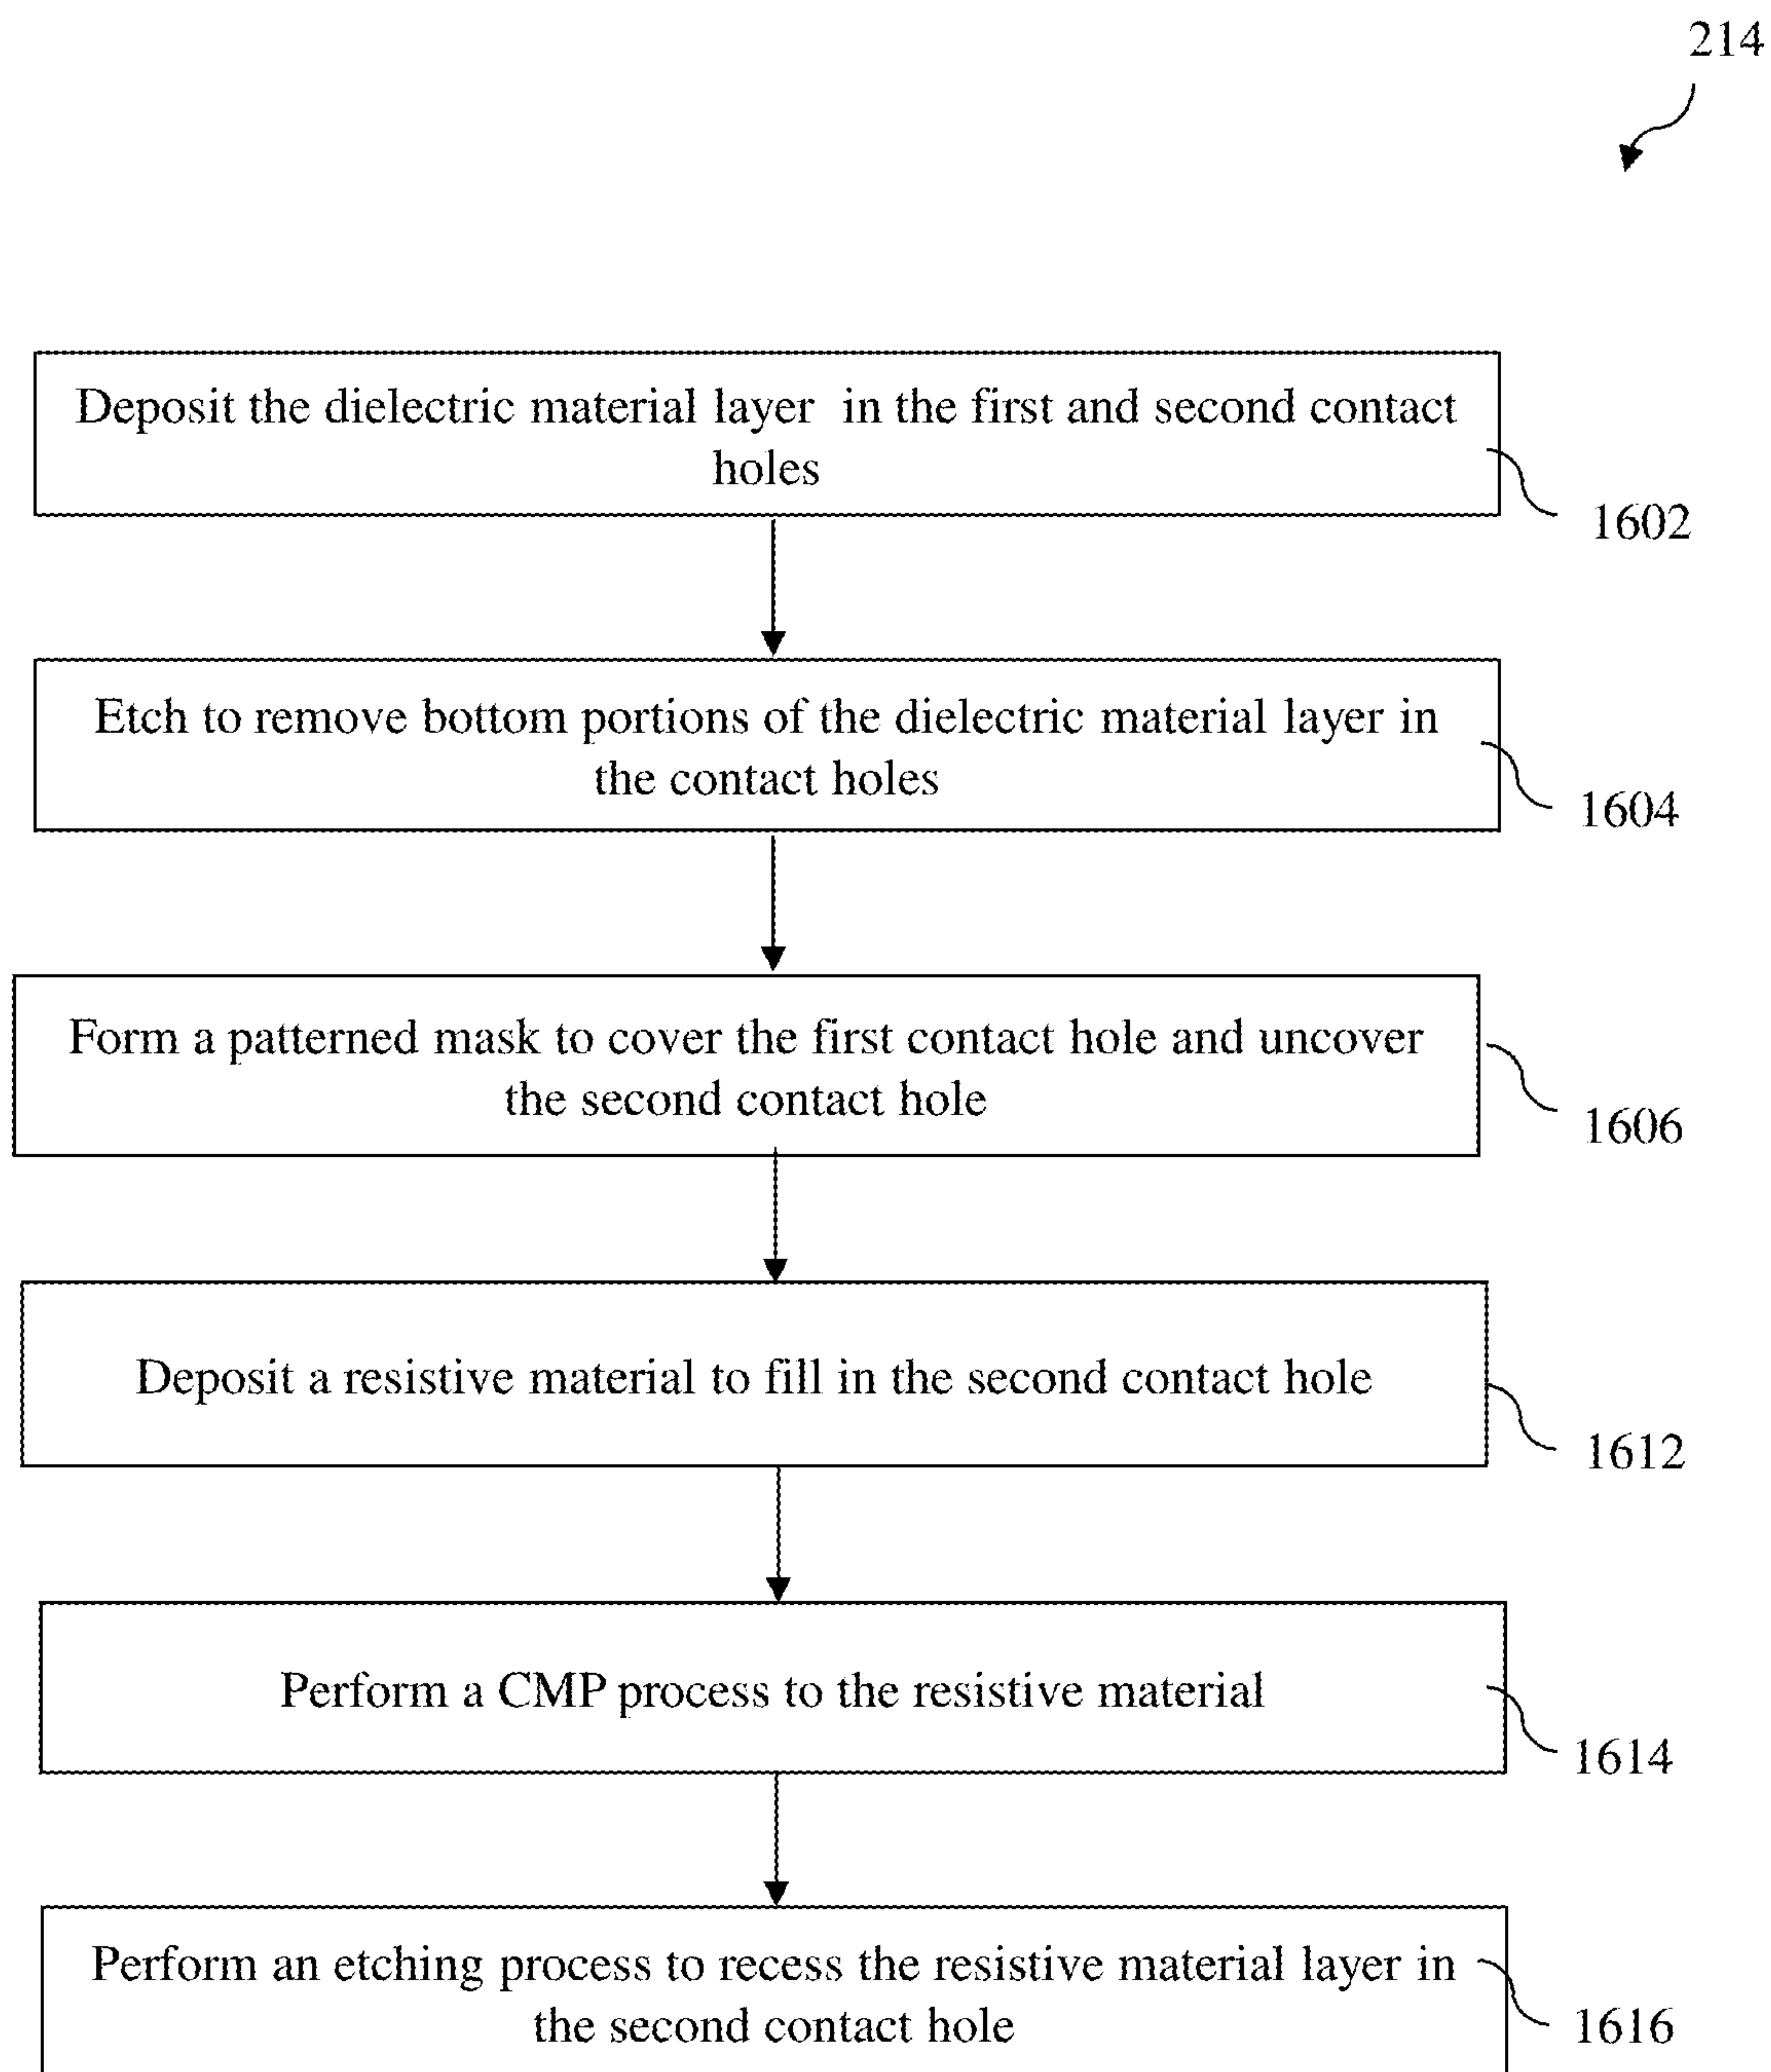 214
Deposit the dielectric material layer in the first and second contact
holes
1602
Etch to remove bottom portions of the dielectric material layer in
the contact holes
1604
Form a patterned mask to cover the first contact hole and uncover
the second contact hole
1606
Deposit a resistive material to fill in the second contact hole
1612
Perform a CMP process to the resistive material
1614
Perform an etching process to recess the resistive material layer in
the second contact hole
1616